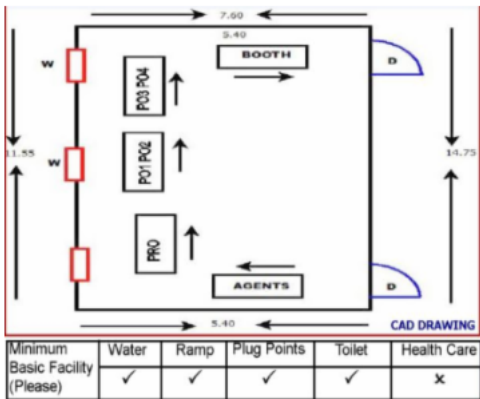 7.60
5.40
W
BOOTH
D
PO3 PO4
11.55
14.75
W
PO1 PO2
PRO
AGENTS
D
5.40
CAD DRAWING
Minimum Basic Facility (Please) Water Ramp Plug Points Toilet Health Care
✓ ✓ ✓ ✓ x